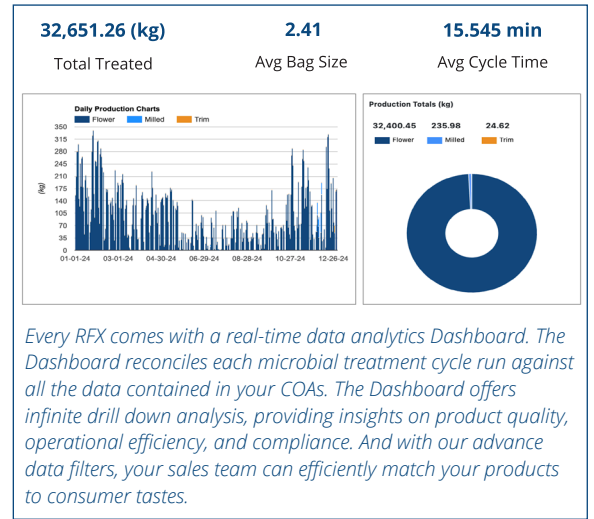 32,651.26 (kg) 2.41 15.545 min
Total Treated Avg Bag Size Avg Cycle Time
Daily Production Charts
Flower Milled Trim
350
315
280
245
210
175
140
105
70
35
0
(kg)
01-01-24 03-01-24 04-30-24 06-29-24 08-28-24 10-27-24 12-26-24
Production Totals (kg)
32,400.45 235.98 24.62
Flower Milled Trim
Every RFX comes with a real-time data analytics Dashboard. The
Dashboard reconciles each microbial treatment cycle run against
all the data contained in your COAs. The Dashboard offers
infinite drill down analysis, providing insights on product quality,
operational efficiency, and compliance. And with our advance
data filters, your sales team can efficiently match your products
to consumer tastes.